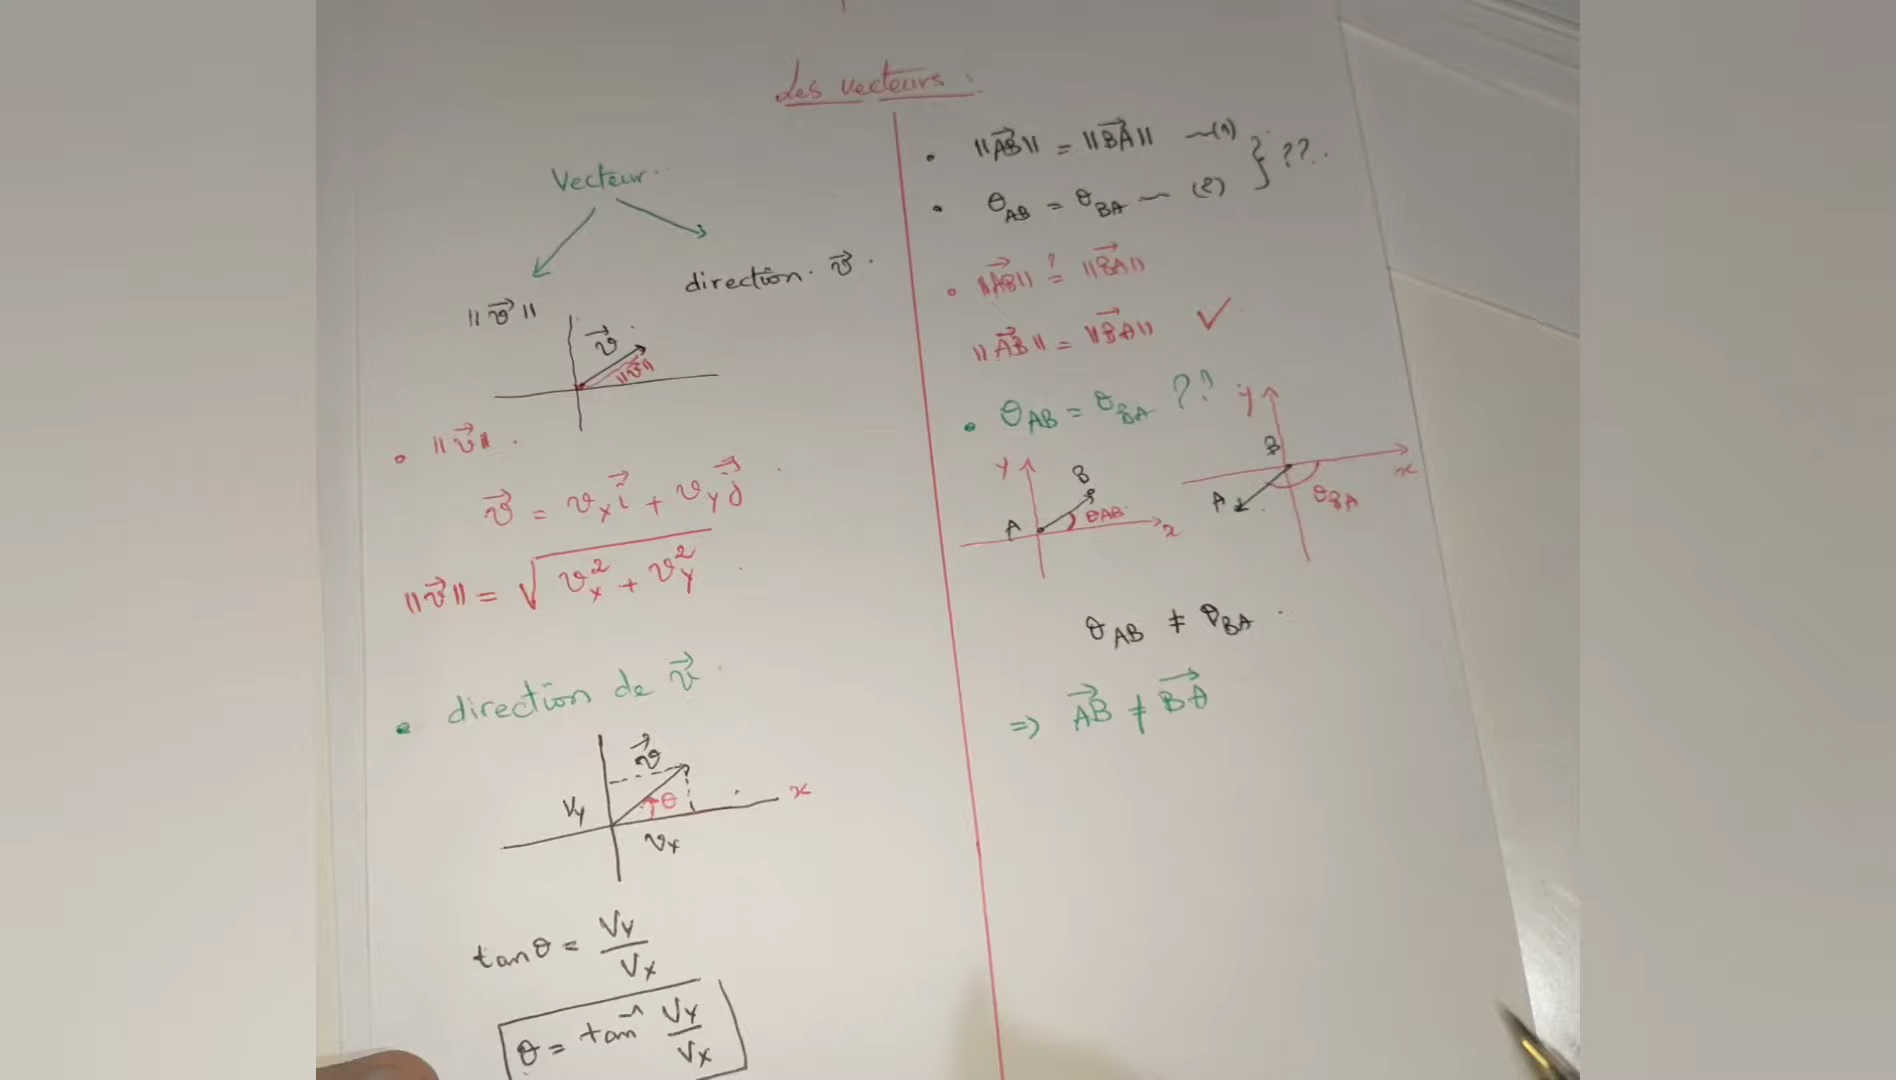 Les vecteurs :
Vecteur
||v⃗||
direction v⃗.
v⃗
||v⃗||
• ||v⃗||.
v⃗ = vₓ i⃗ + v_y j⃗
||v⃗|| = √(vₓ² + v_y²)
• direction de v⃗
v⃗
V_y
θ
x
vₓ
tan θ = V_y / Vₓ
θ = tan⁻¹ V_y / Vₓ
• ||AB⃗|| = ||BA⃗|| — (1)
• θ_AB = θ_BA — (2)
} ??
• ||AB⃗|| ≟ ||BA⃗||
||AB⃗|| = ||BA⃗|| ✓
• θ_AB = θ_BA ??
y
B
A
θ_AB
x
y
B
A
x
θ_BA
θ_AB ≠ θ_BA
⇒ AB⃗ ≠ BA⃗